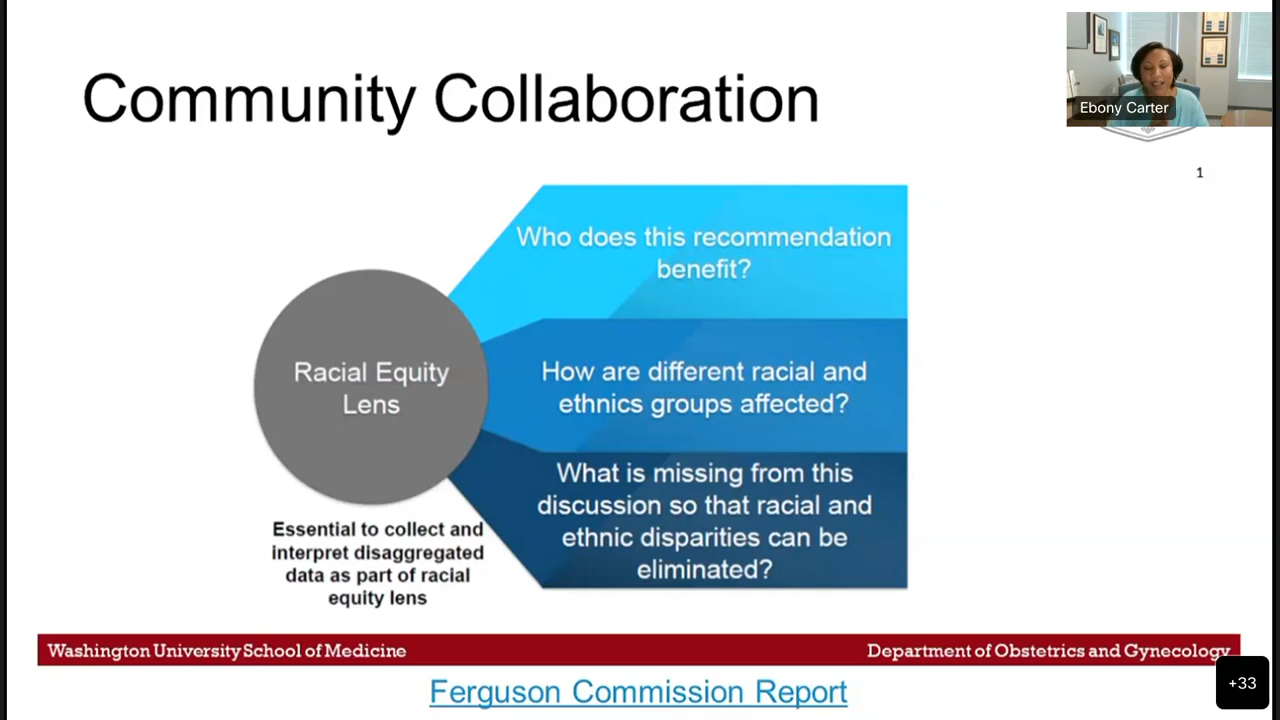 Community Collaboration
Ebony Carter
1
Who does this recommendation
benefit?
Racial Equity
Lens
How are different racial and
ethnics groups affected?
What is missing from this
discussion so that racial and
ethnic disparities can be
eliminated?
Essential to collect and
interpret disaggregated
data as part of racial
equity lens
Washington University School of Medicine
Department of Obstetrics and Gynecology
Ferguson Commission Report
+33